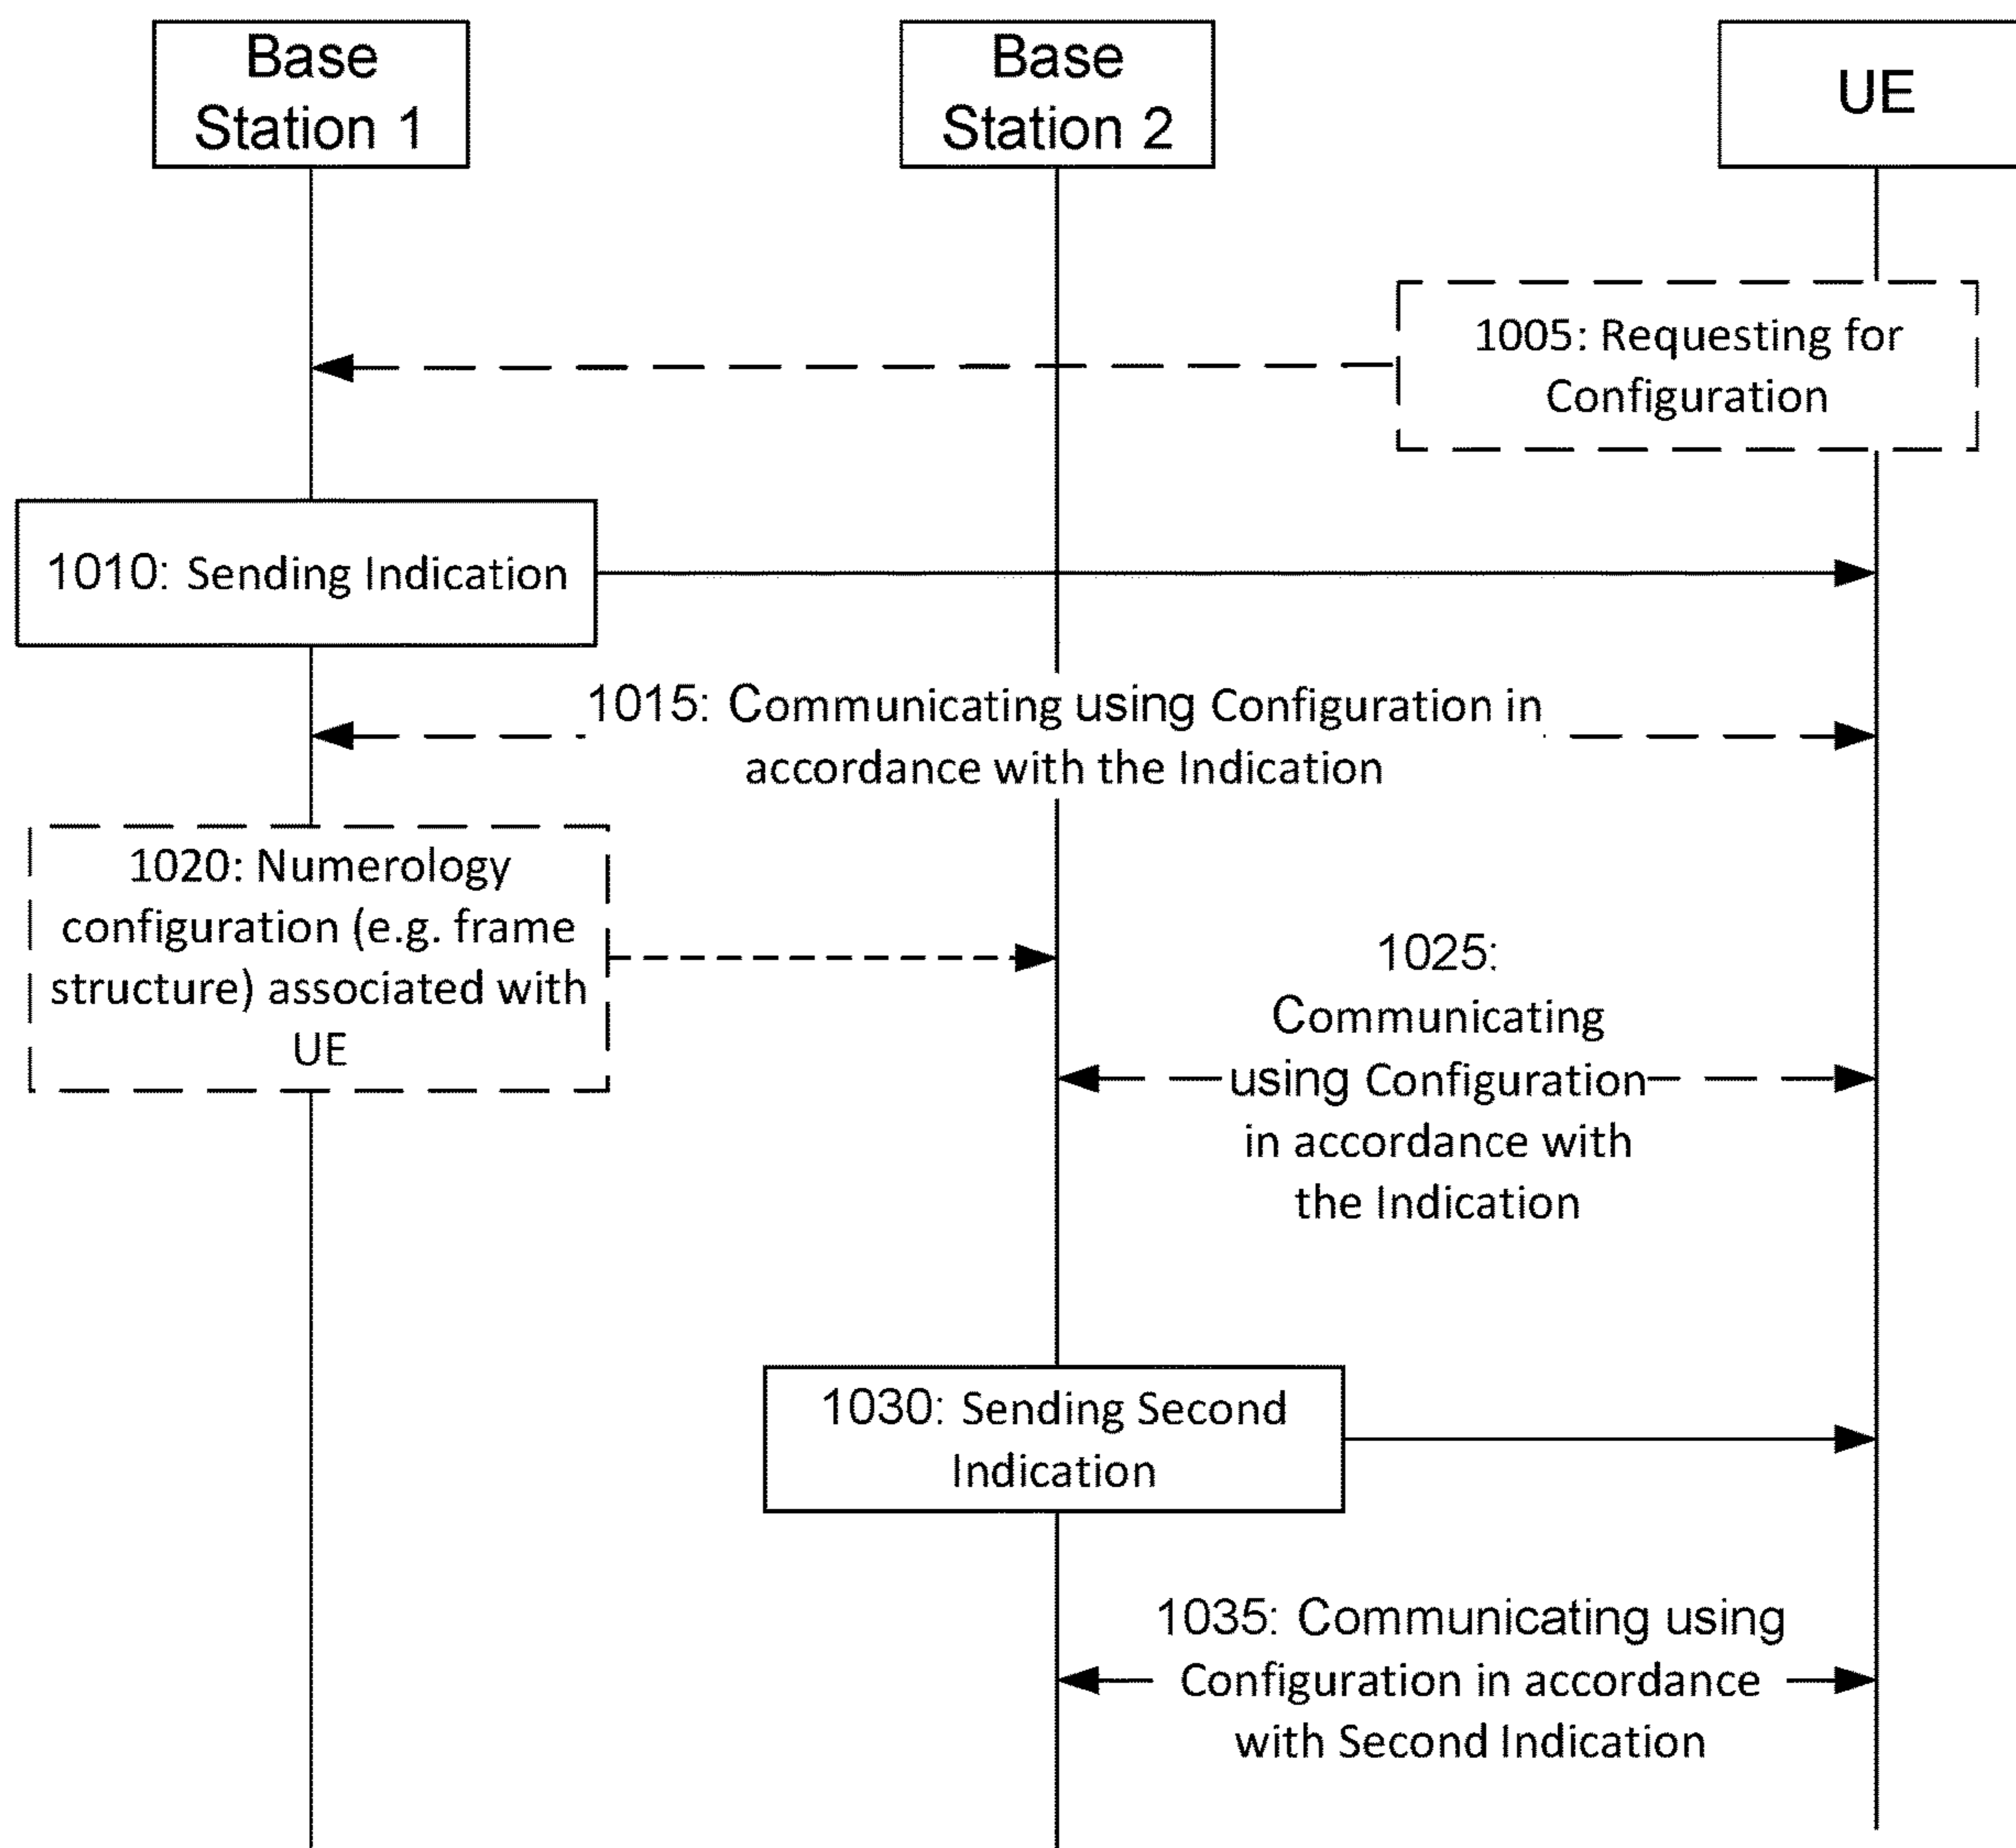 Base
Station 1
Base
Station 2
UE
1005: Requesting for
Configuration
1010: Sending Indication
1015: Communicating using Configuration in
accordance with the Indication
1020: Numerology
configuration (e.g. frame
structure) associated with
UE
1025:
Communicating
using Configuration
in accordance with
the Indication
1030: Sending Second
Indication
1035: Communicating using
Configuration in accordance
with Second Indication